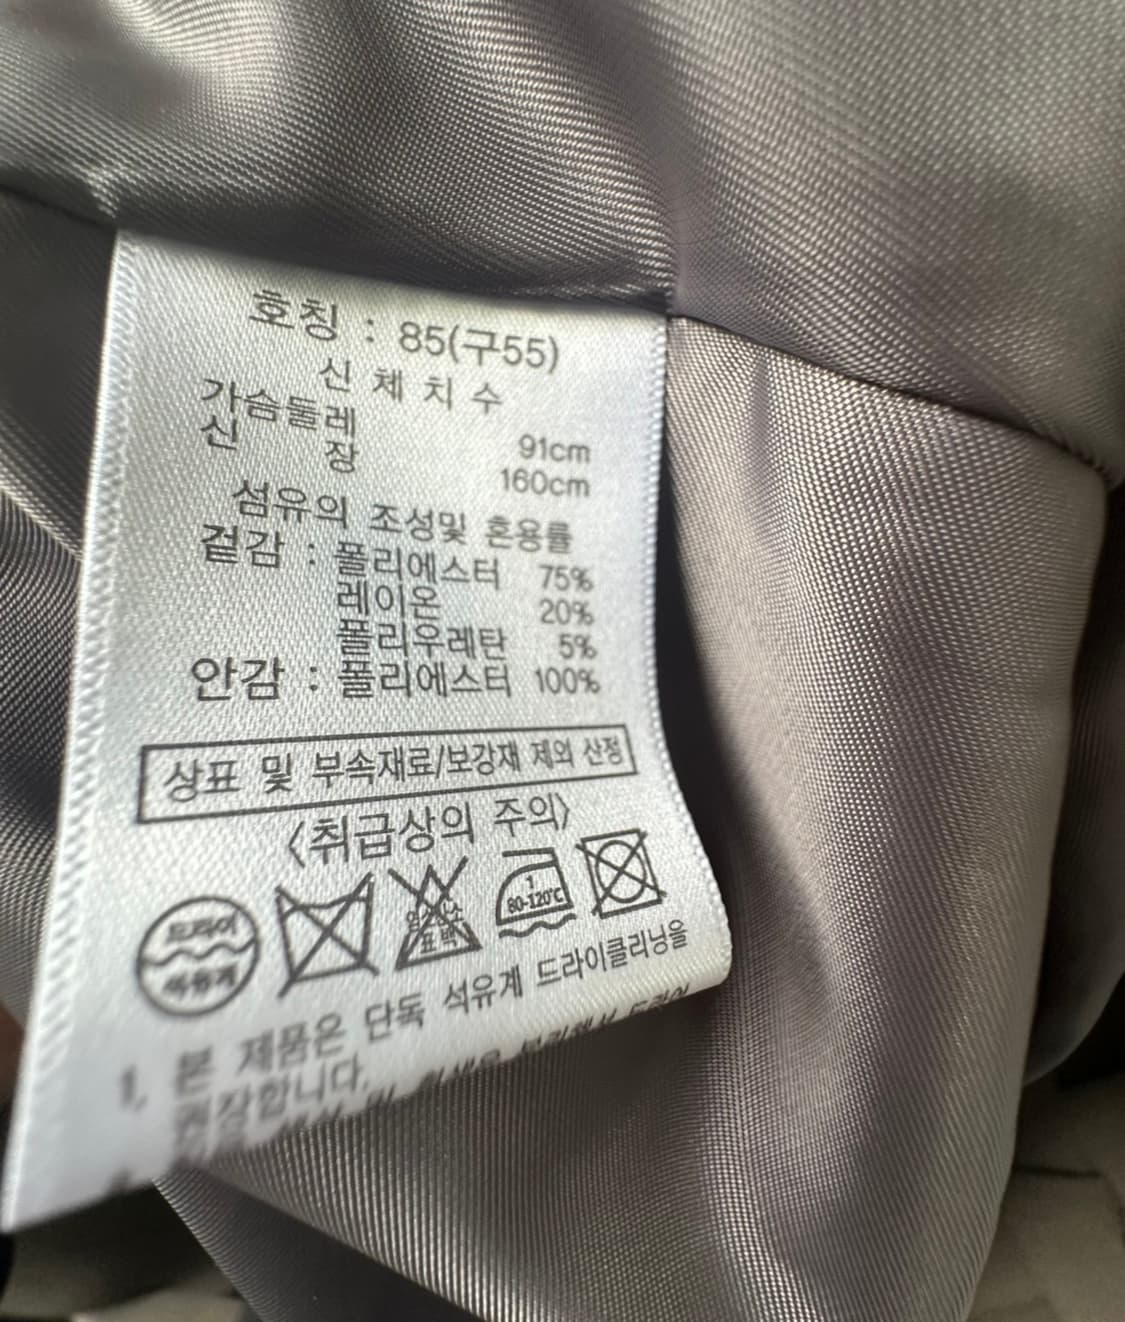 호칭 : 85(구55)
신체치수
가슴둘레 91cm
신장 160cm
섬유의 조성및 혼용률
겉감 : 폴리에스터 75%
레이온 20%
폴리우레탄 5%
안감 : 폴리에스터 100%
상표 및 부속재료/보강재 제외 산정
<취급상의 주의>
드라이
석유계
염소
표백
1
80-120℃
1. 본 제품은 단독 석유계 드라이클리닝을
권장합니다.